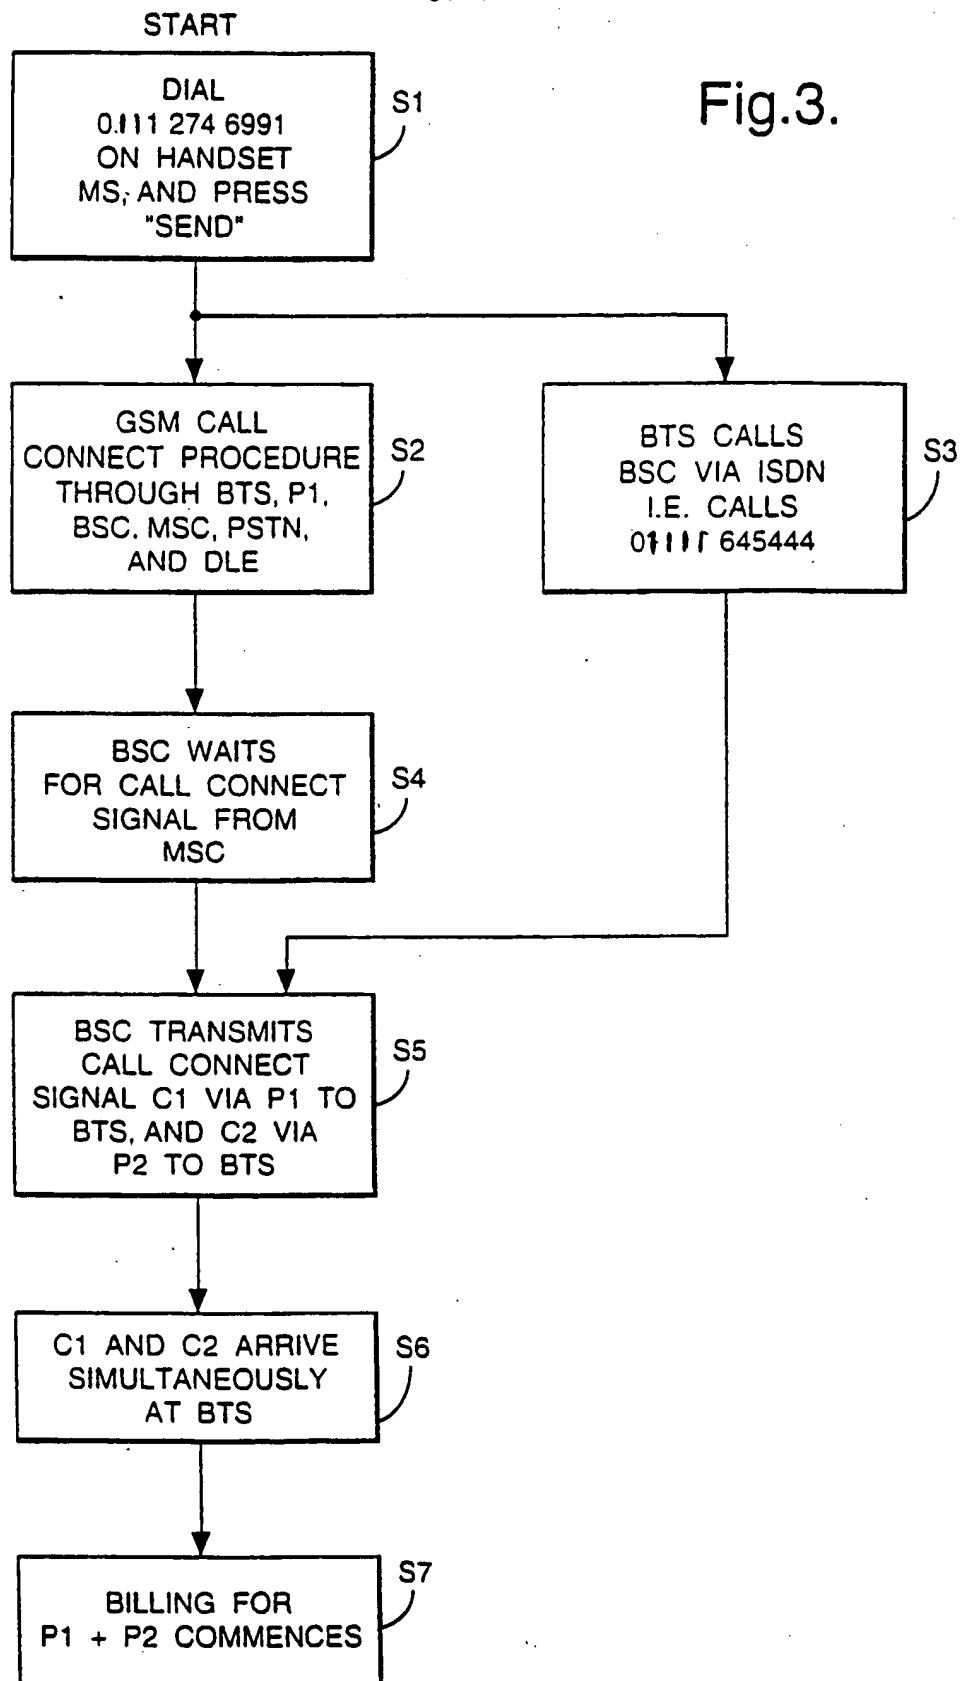 START
Fig.3.
DIAL
0.111 274 6991
ON HANDSET
MS, AND PRESS
"SEND"
S1
GSM CALL
CONNECT PROCEDURE
THROUGH BTS, P1,
BSC. MSC, PSTN,
AND DLE
S2
BTS CALLS
BSC VIA ISDN
I.E. CALLS
01111 645444
S3
BSC WAITS
FOR CALL CONNECT
SIGNAL FROM
MSC
S4
BSC TRANSMITS
CALL CONNECT
SIGNAL C1 VIA P1 TO
BTS, AND C2 VIA
P2 TO BTS
S5
C1 AND C2 ARRIVE
SIMULTANEOUSLY
AT BTS
S6
BILLING FOR
P1 + P2 COMMENCES
S7